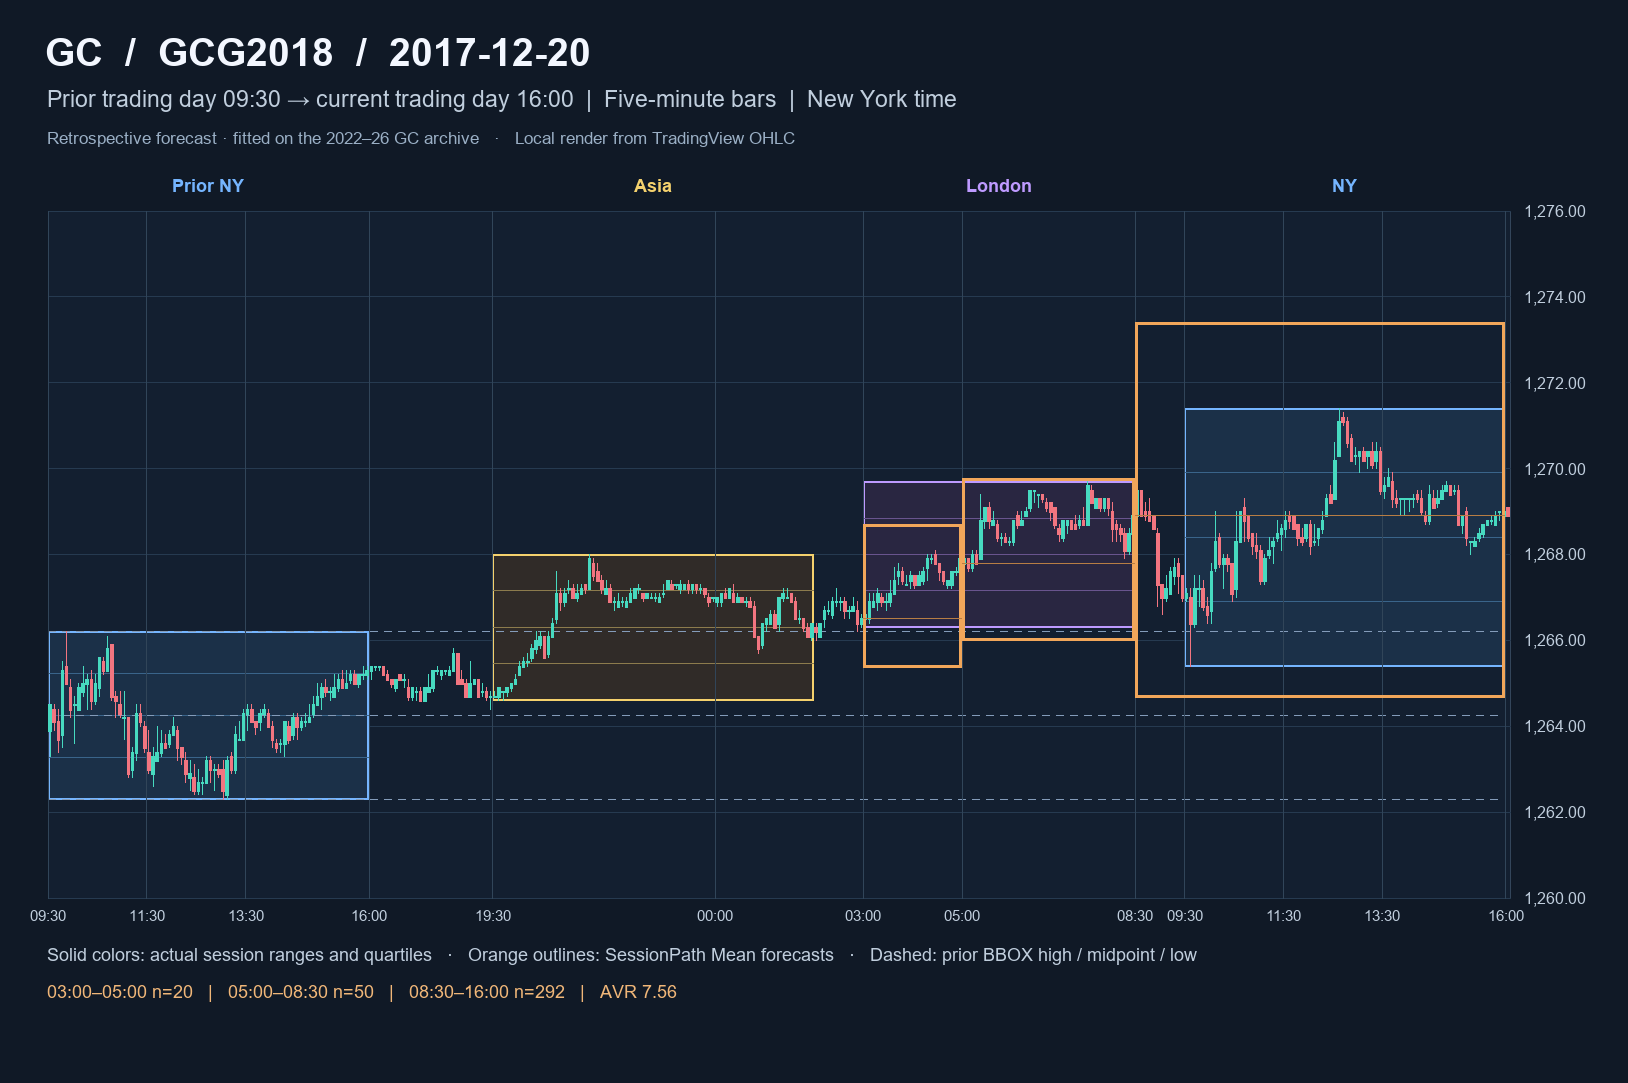 GC / GCG2018 / 2017-12-20
Prior trading day 09:30 → current trading day 16:00 | Five-minute bars | New York time
Retrospective forecast · fitted on the 2022–26 GC archive · Local render from TradingView OHLC
Prior NY Asia London NY
1,276.00
1,274.00
1,272.00
1,270.00
1,268.00
1,266.00
1,264.00
1,262.00
1,260.00
09:30 11:30 13:30 16:00 19:30 00:00 03:00 05:00 08:30 09:30 11:30 13:30 16:00
Solid colors: actual session ranges and quartiles · Orange outlines: SessionPath Mean forecasts · Dashed: prior BBOX high / midpoint / low
03:00–05:00 n=20 | 05:00–08:30 n=50 | 08:30–16:00 n=292 | AVR 7.56